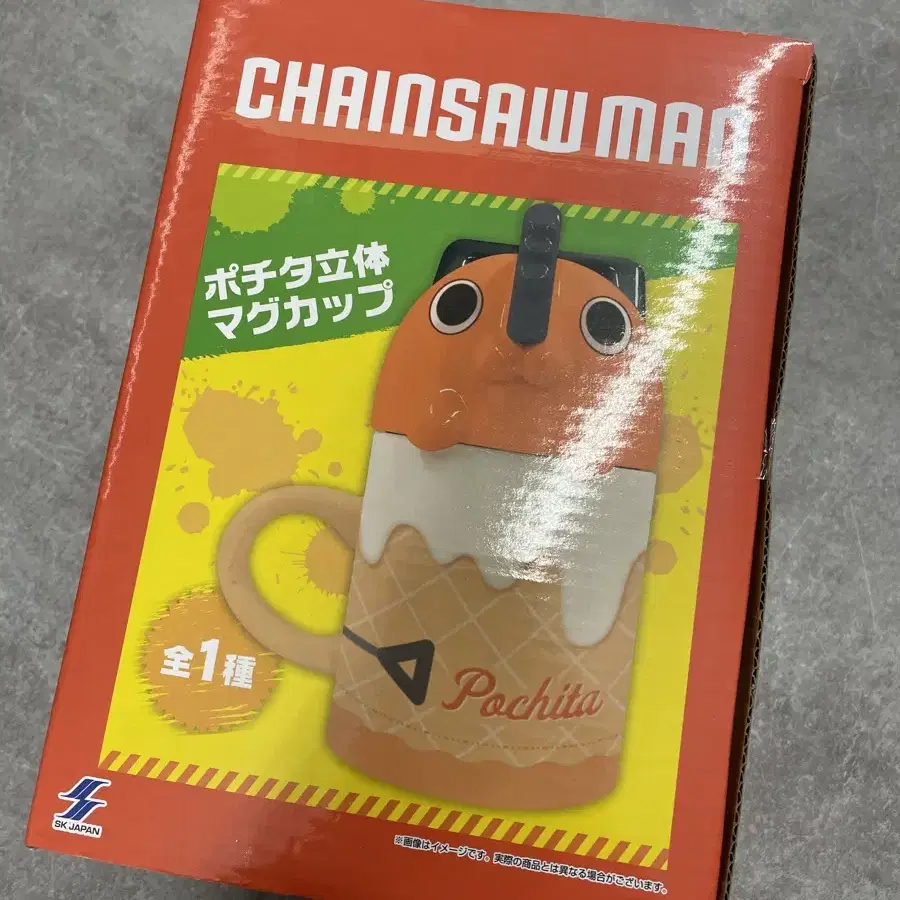 CHAINSAW MAN
ポチタ立体
マグカップ
全1種
Pochita
SK JAPAN
※画像はイメージです。実際の商品とは異なる場合がございます。